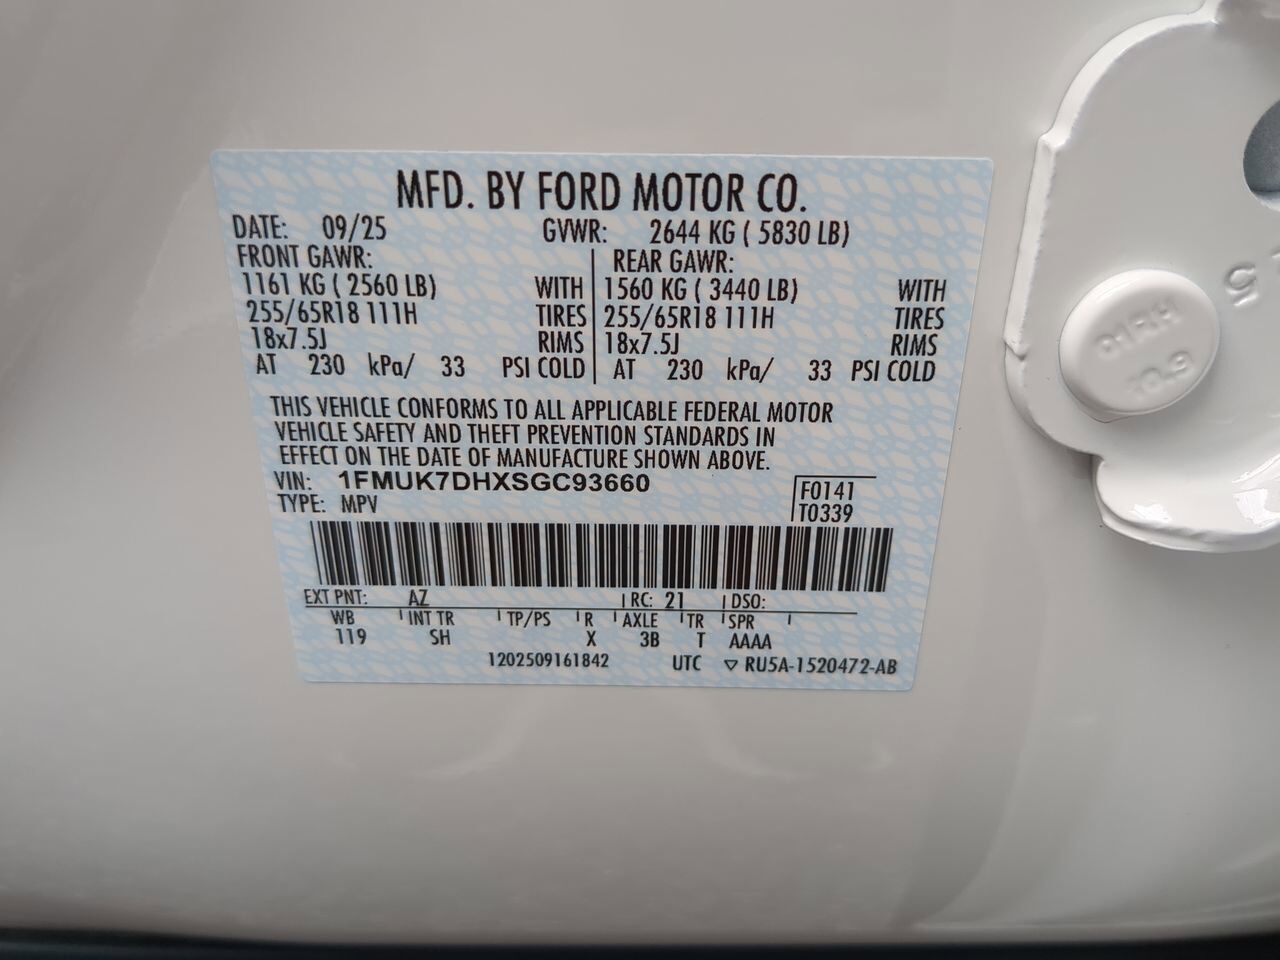 MFD. BY FORD MOTOR CO.
DATE: 09/25 GVWR: 2644 KG ( 5830 LB)
FRONT GAWR: REAR GAWR:
1161 KG ( 2560 LB) WITH 1560 KG ( 3440 LB) WITH
255/65R18 111H TIRES 255/65R18 111H TIRES
18x7.5J RIMS 18x7.5J RIMS
AT 230 kPa/ 33 PSI COLD AT 230 kPa/ 33 PSI COLD
THIS VEHICLE CONFORMS TO ALL APPLICABLE FEDERAL MOTOR
VEHICLE SAFETY AND THEFT PREVENTION STANDARDS IN
EFFECT ON THE DATE OF MANUFACTURE SHOWN ABOVE.
VIN: 1FMUK7DHXSGC93660 F0141
TYPE: MPV T0339
EXT PNT: AZ RC: 21 DSO:
WB INT TR TP/PS R AXLE TR SPR
119 SH X 3B T AAAA
1202509161842 UTC ▽ RU5A-1520472-AB